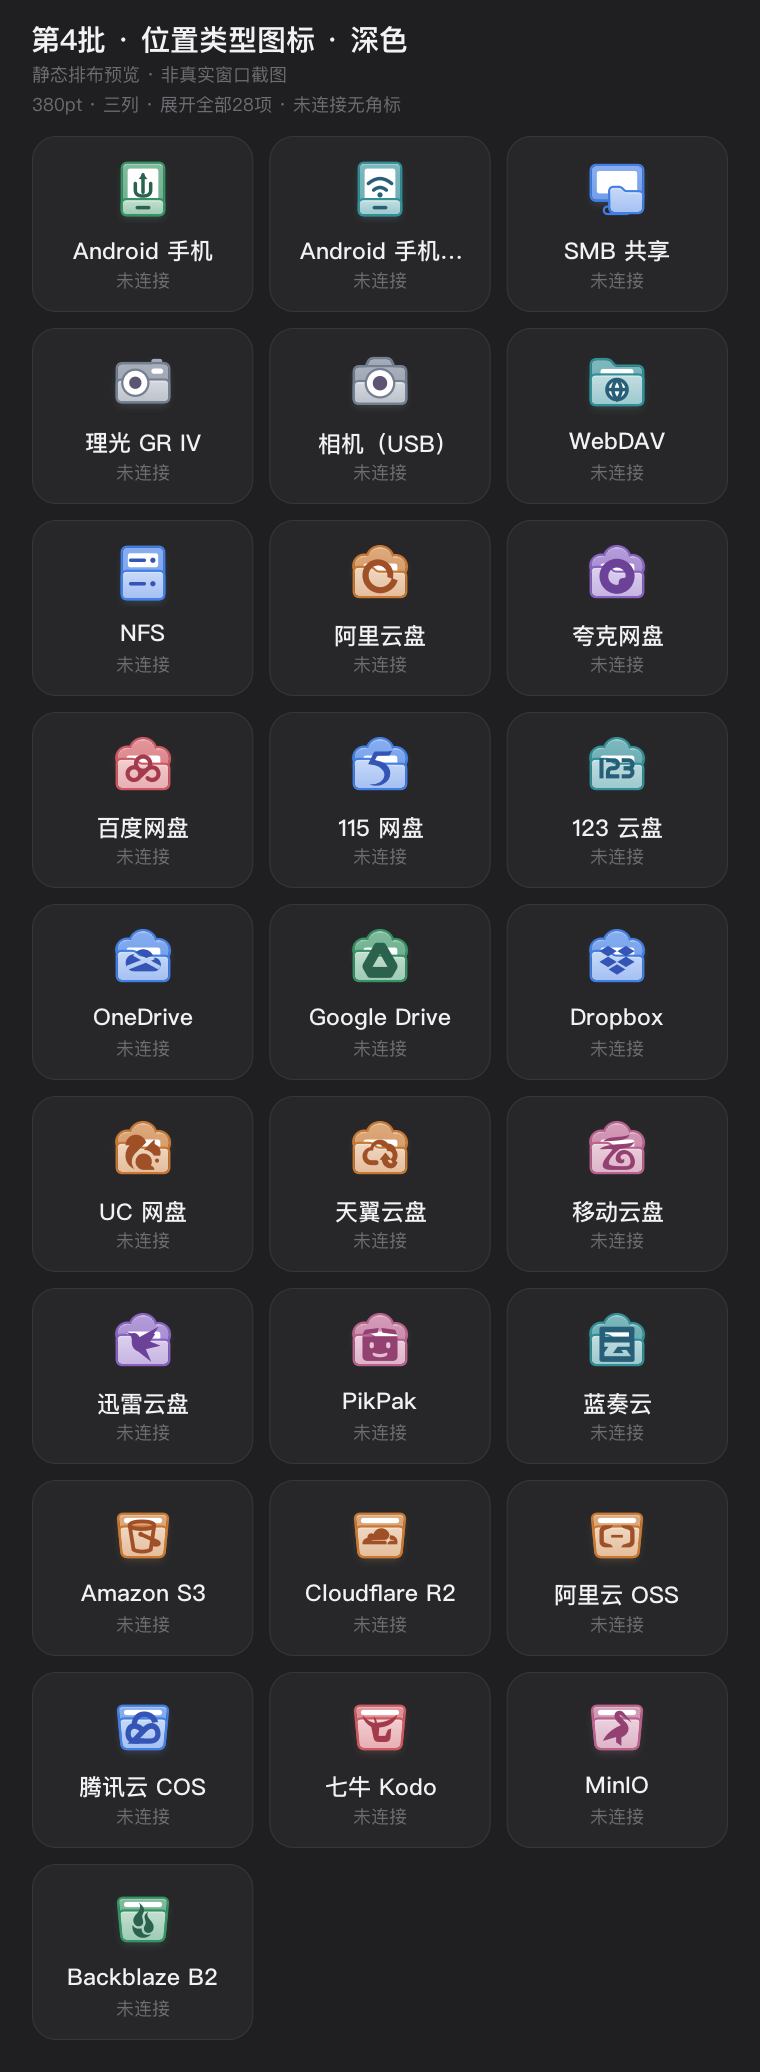 第4批 · 位置类型图标 · 深色
静态排布预览 · 非真实窗口截图
380pt · 三列 · 展开全部28项 · 未连接无角标
Android 手机
未连接
Android 手机...
未连接
SMB 共享
未连接
理光 GR IV
未连接
相机（USB）
未连接
WebDAV
未连接
NFS
未连接
阿里云盘
未连接
夸克网盘
未连接
百度网盘
未连接
115 网盘
未连接
123
123 云盘
未连接
OneDrive
未连接
Google Drive
未连接
Dropbox
未连接
UC 网盘
未连接
天翼云盘
未连接
移动云盘
未连接
迅雷云盘
未连接
PikPak
未连接
蓝奏云
未连接
Amazon S3
未连接
Cloudflare R2
未连接
阿里云 OSS
未连接
腾讯云 COS
未连接
七牛 Kodo
未连接
MinIO
未连接
Backblaze B2
未连接